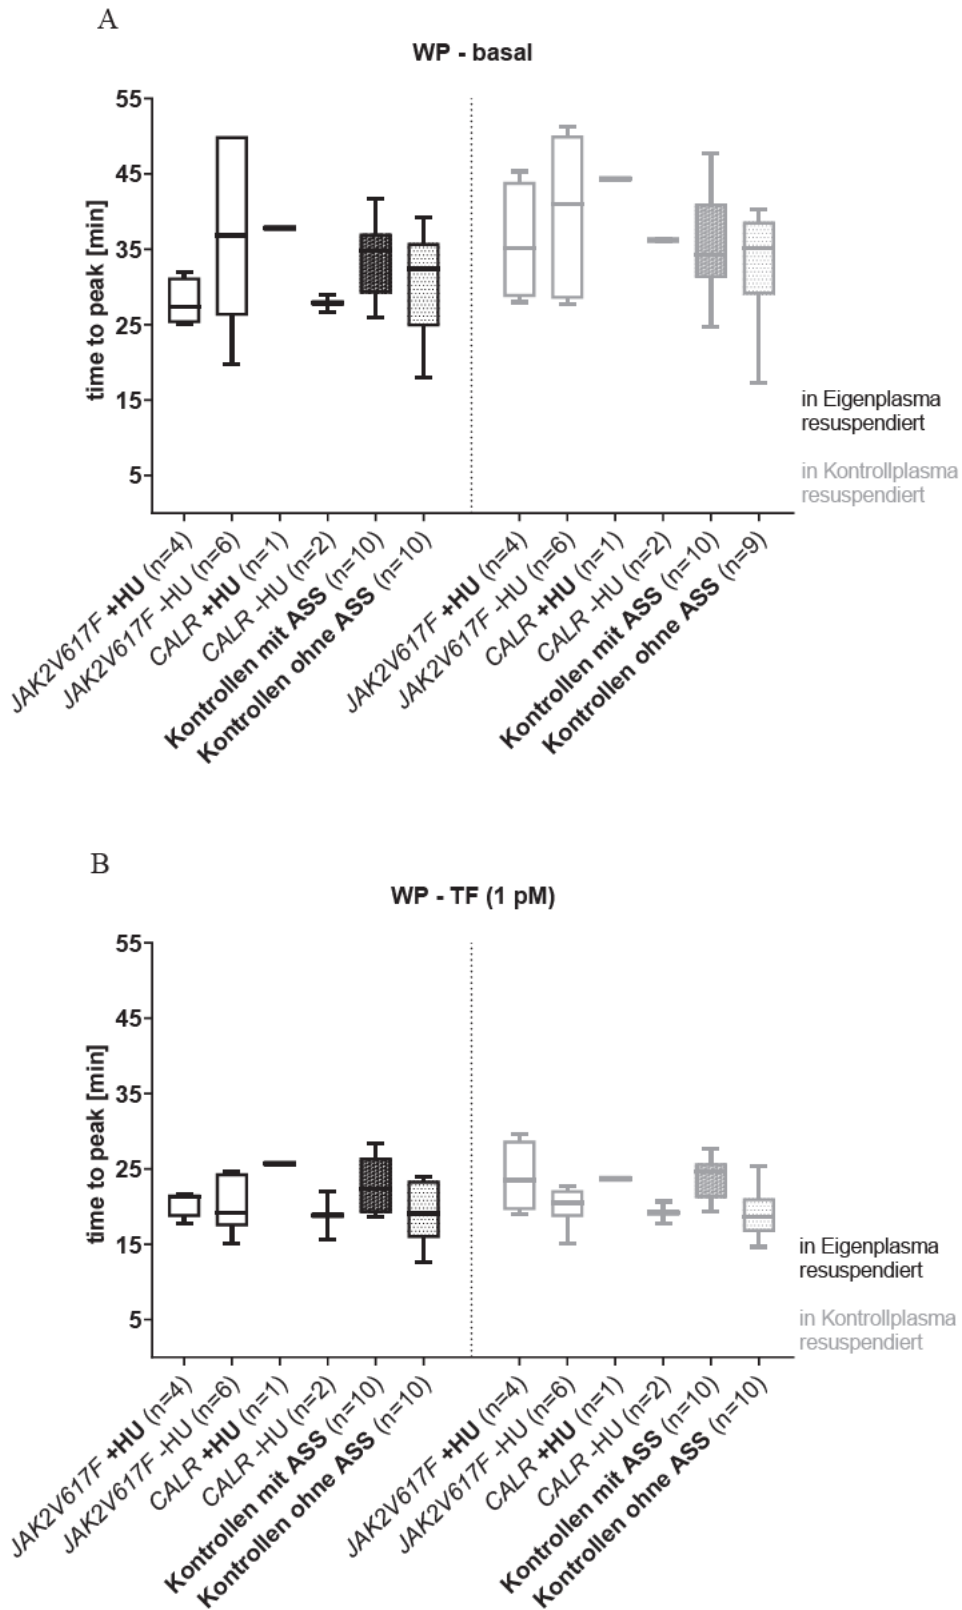 A
WP - basal
time to peak [min]
55
45
35
25
15
5
in Eigenplasma
resuspendiert
in Kontrollplasma
resuspendiert
JAK2V617F +HU (n=4)
JAK2V617F -HU (n=6)
CALR +HU (n=1)
CALR -HU (n=2)
Kontrollen mit ASS (n=10)
Kontrollen ohne ASS (n=10)
JAK2V617F +HU (n=4)
JAK2V617F -HU (n=6)
CALR +HU (n=1)
CALR -HU (n=2)
Kontrollen mit ASS (n=10)
Kontrollen ohne ASS (n=9)
B
WP - TF (1 pM)
time to peak [min]
55
45
35
25
15
5
in Eigenplasma
resuspendiert
in Kontrollplasma
resuspendiert
JAK2V617F +HU (n=4)
JAK2V617F -HU (n=6)
CALR +HU (n=1)
CALR -HU (n=2)
Kontrollen mit ASS (n=10)
Kontrollen ohne ASS (n=10)
JAK2V617F +HU (n=4)
JAK2V617F -HU (n=6)
CALR +HU (n=1)
CALR -HU (n=2)
Kontrollen mit ASS (n=10)
Kontrollen ohne ASS (n=10)